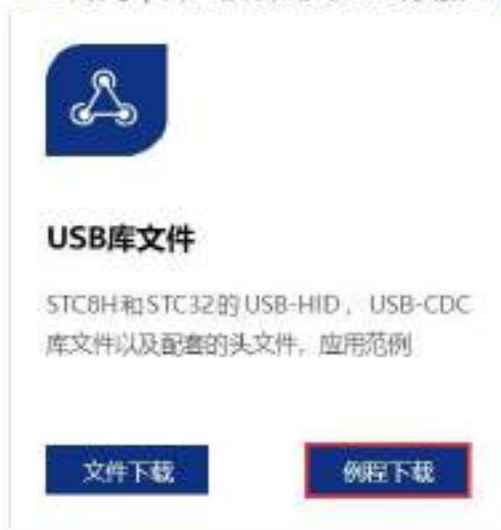 USB库文件
STC8H和STC32的USB-HID，USB-CDC
库文件以及配套的头文件，应用范例
文件下载
例程下载